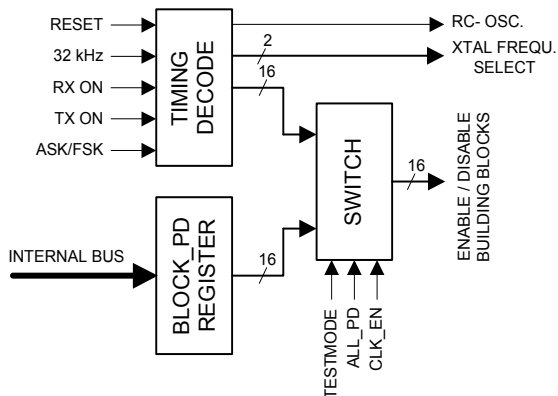 RESET
32 kHz
RX ON
TX ON
ASK/FSK
TIMING
DECODE
2
16
RC- OSC.
XTAL FREQU.
SELECT
SWITCH
16
ENABLE / DISABLE
BUILDING BLOCKS
INTERNAL BUS
BLOCK_PD
REGISTER
16
TESTMODE
ALL_PD
CLK_EN